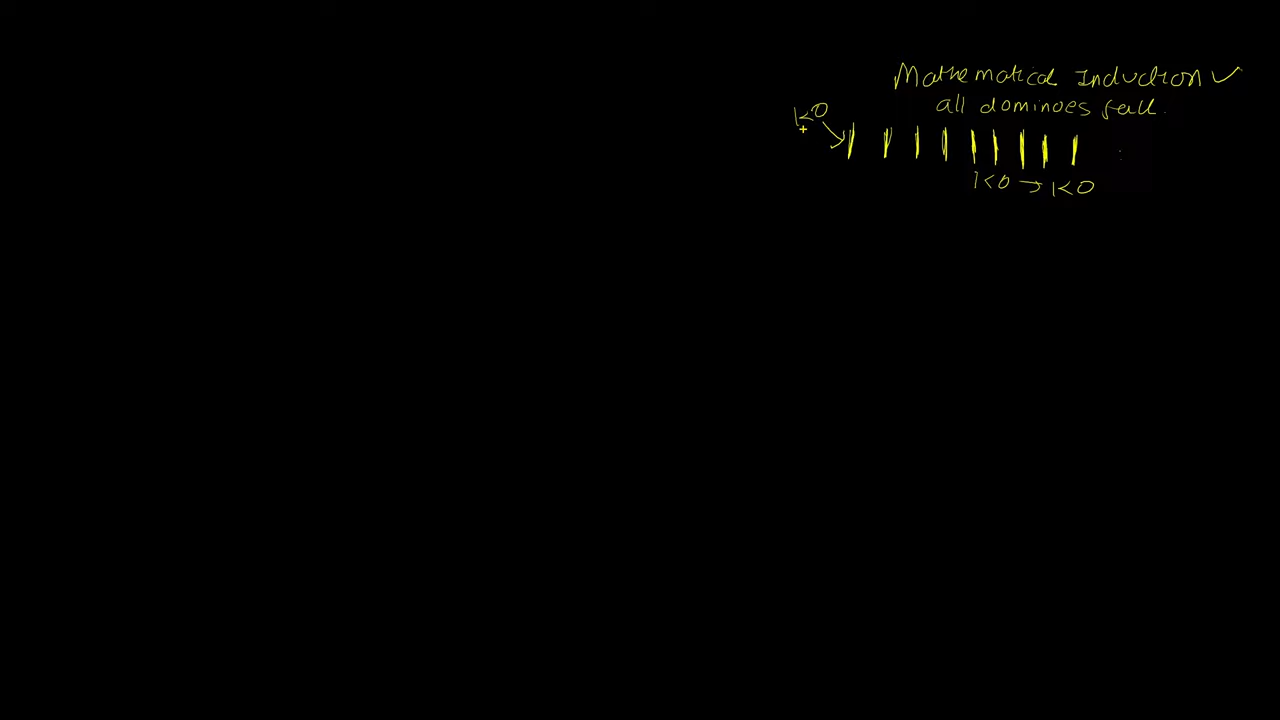 Mathematical Induction ✓
all dominoes fall.
KO
KO → KO